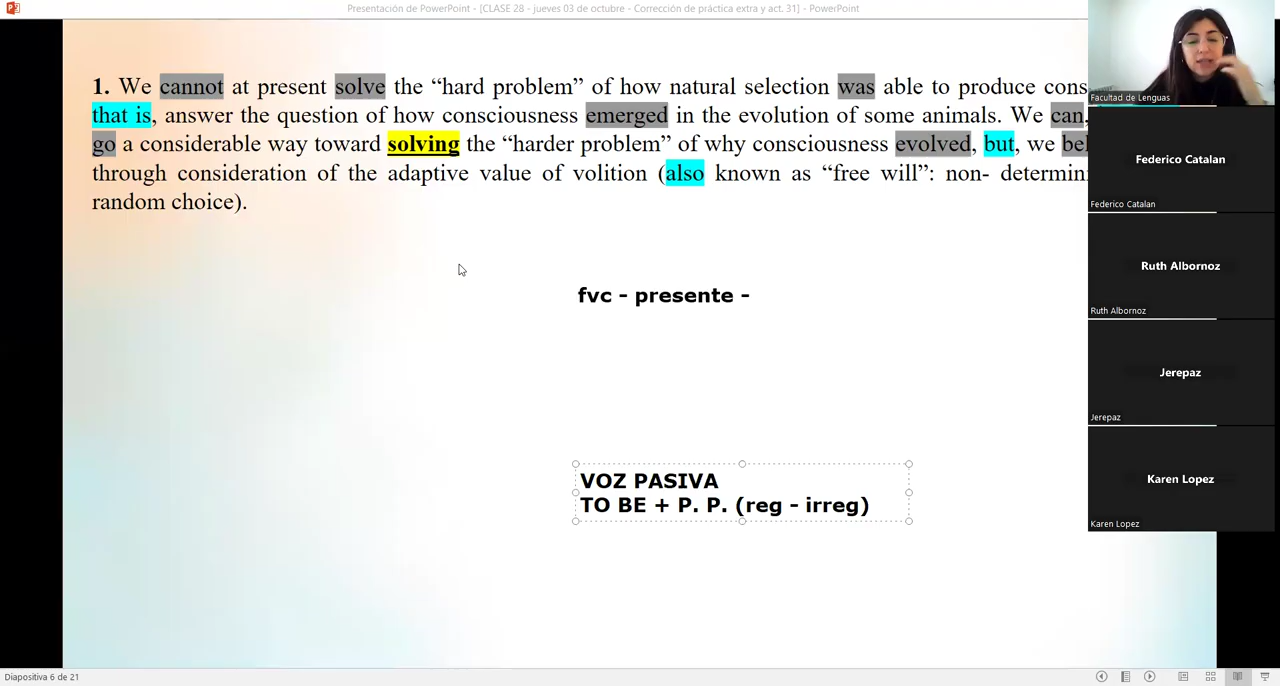 Presentación de PowerPoint - [CLASE 28 - jueves 03 de octubre - Corrección de práctica extra y act. 31] - PowerPoint
1. We cannot at present solve the “hard problem” of how natural selection was able to produce cons
that is, answer the question of how consciousness emerged in the evolution of some animals. We can,
go a considerable way toward solving the “harder problem” of why consciousness evolved, but, we bel
through consideration of the adaptive value of volition (also known as “free will”: non- determini
random choice).
fvc - presente -
VOZ PASIVA
TO BE + P. P. (reg - irreg)
Facultad de Lenguas
Federico Catalan
Federico Catalan
Ruth Albornoz
Ruth Albornoz
Jerepaz
Jerepaz
Karen Lopez
Karen Lopez
Diapositiva 6 de 21